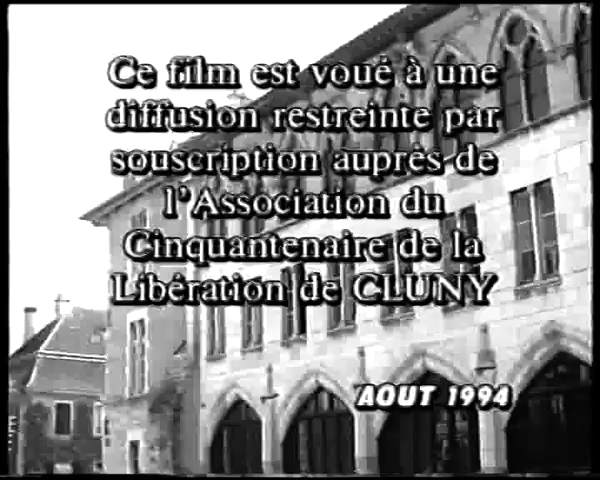 Ce film est voué à une
diffusion restreinte par
souscription auprès de
l'Association du
Cinquantenaire de la
Libération de CLUNY
AOUT 1994